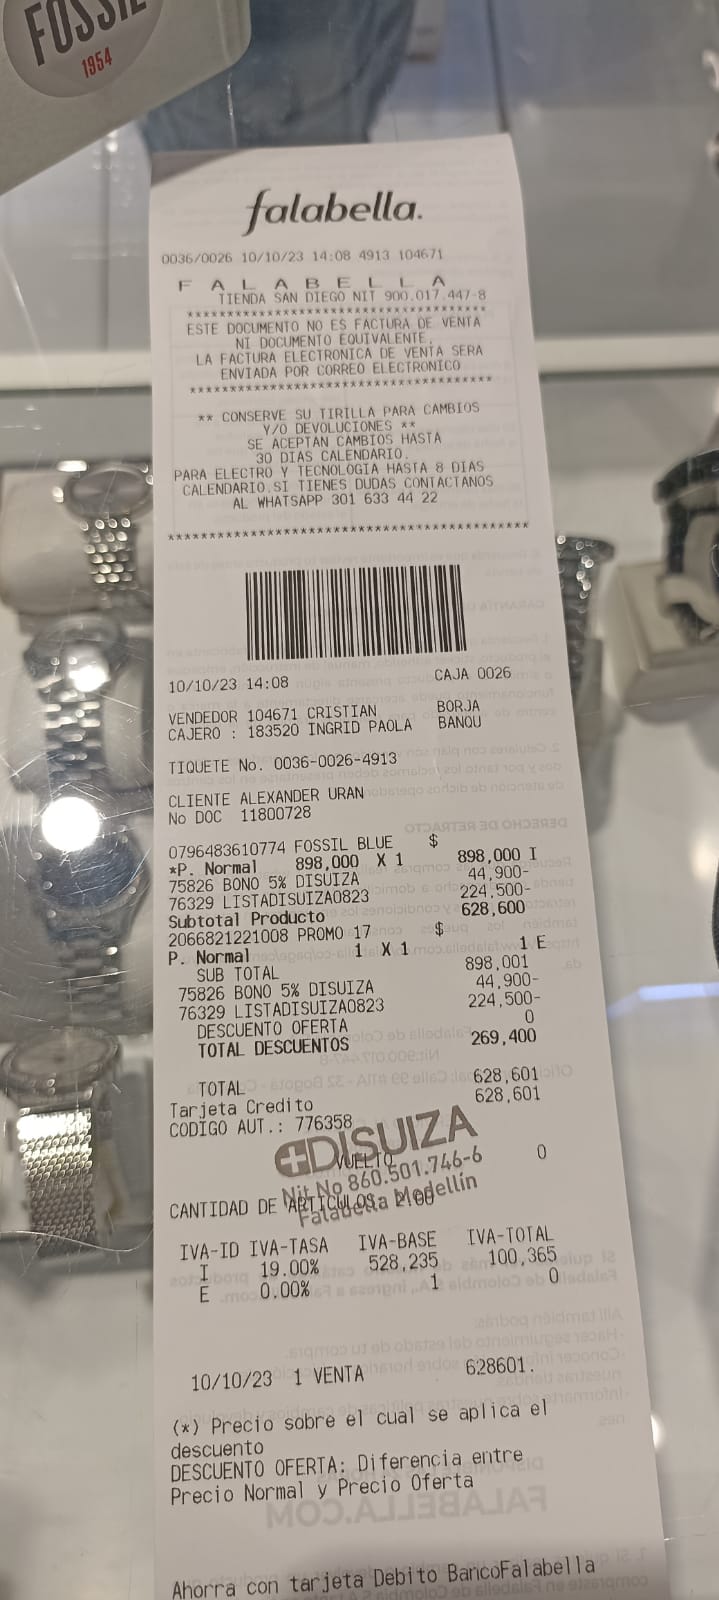 FOSSIL
1954
falabella.
0036/0026 10/10/23 14:08 4913 104671
F A L A B E L L A
TIENDA SAN DIEGO NIT 900.017.447-8
****************************************
ESTE DOCUMENTO NO ES FACTURA DE VENTA
NI DOCUMENTO EQUIVALENTE,
LA FACTURA ELECTRONICA DE VENTA SERA
ENVIADA POR CORREO ELECTRONICO
****************************************
** CONSERVE SU TIRILLA PARA CAMBIOS
Y/O DEVOLUCIONES **
SE ACEPTAN CAMBIOS HASTA
30 DIAS CALENDARIO.
PARA ELECTRO Y TECNOLOGIA HASTA 8 DIAS
CALENDARIO.SI TIENES DUDAS CONTACTANOS
AL WHATSAPP 301 633 44 22
****************************************
10/10/23 14:08 CAJA 0026
VENDEDOR 104671 CRISTIAN BORJA
CAJERO : 183520 INGRID PAOLA BANQU
TIQUETE No. 0036-0026-4913
CLIENTE ALEXANDER URAN
No DOC 11800728
0796483610774 FOSSIL BLUE $
*P. Normal 898,000 X 1 898,000 I
75826 BONO 5% DISUIZA 44,900-
76329 LISTADISUIZA0823 224,500-
Subtotal Producto 628,600
2066821221008 PROMO 17 $
P. Normal 1 X 1 1 E
SUB TOTAL 898,001
75826 BONO 5% DISUIZA 44,900-
76329 LISTADISUIZA0823 224,500-
DESCUENTO OFERTA 0
TOTAL DESCUENTOS 269,400
TOTAL 628,601
Tarjeta Credito 628,601
CODIGO AUT.: 776358
DISUIZA
VUELTO 0
Nit No 860.501.746-6
CANTIDAD DE ARTICULOS 2.00
Falabella Medellín
IVA-ID IVA-TASA IVA-BASE IVA-TOTAL
I 19.00% 528,235 100,365
E 0.00% 1 0
10/10/23 1 VENTA 628601.
(*) Precio sobre el cual se aplica el
descuento
DESCUENTO OFERTA: Diferencia entre
Precio Normal y Precio Oferta
FALABELLA.COM
Ahorra con tarjeta Debito BancoFalabella